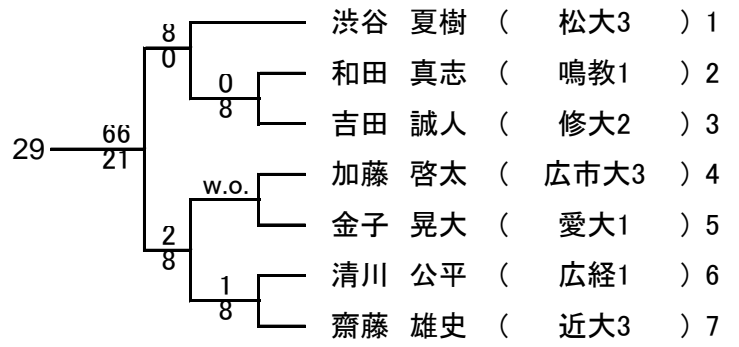 渋谷 夏樹 ( 松大3 ) 1
8
0
和田 真志 ( 鳴教1 ) 2
0
8
吉田 誠人 ( 修大2 ) 3
29
66
21
加藤 啓太 ( 広市大3 ) 4
w.o.
金子 晃大 ( 愛大1 ) 5
2
8
清川 公平 ( 広経1 ) 6
1
8
齋藤 雄史 ( 近大3 ) 7